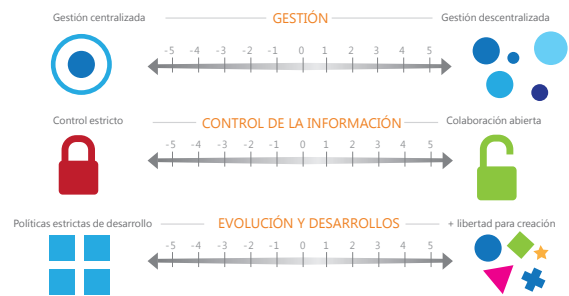 Gestión centralizada GESTIÓN Gestión descentralizada
-5 -4 -3 -2 -1 0 1 2 3 4 5
Control estricto CONTROL DE LA INFORMACIÓN Colaboración abierta
-5 -4 -3 -2 -1 0 1 2 3 4 5
Políticas estrictas de desarrollo EVOLUCIÓN Y DESARROLLOS + libertad para creación
-5 -4 -3 -2 -1 0 1 2 3 4 5